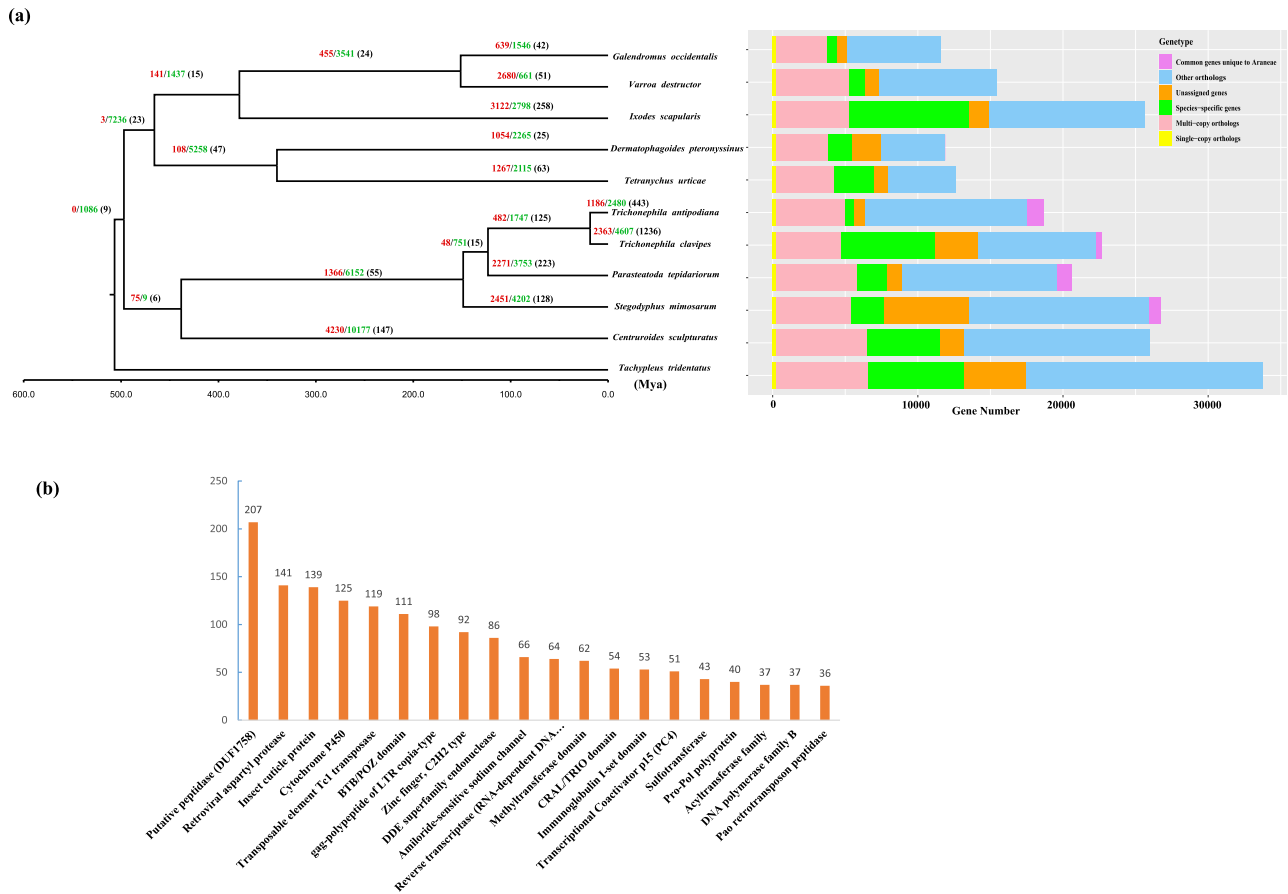 (a)
639/1546 (42)
455/3541 (24)
Galendromus occidentalis
141/1437 (15)
2680/661 (51)
Varroa destructor
3122/2798 (258)
Ixodes scapularis
3/7236 (23)
1054/2265 (25)
108/5258 (47)
Dermatophagoides pteronyssinus
1267/2115 (63)
Tetranychus urticae
1186/2480 (443)
0/1086 (9)
482/1747 (125)
Trichonephila antipodiana
2363/4607 (1236)
48/751(15)
Trichonephila clavipes
1366/6152 (55)
2271/3753 (223)
Parasteatoda tepidariorum
75/9 (6)
2451/4202 (128)
Stegodyphus mimosarum
4230/10177 (147)
Centruroides sculpturatus
Tachypleus tridentatus
(Mya)
600.0 500.0 400.0 300.0 200.0 100.0 0.0
Genetype
Common genes unique to Araneae
Other orthologs
Unassigned genes
Species-specific genes
Multi-copy orthologs
Single-copy orthologs
0 10000 20000 30000
Gene Number
(b)
250
200
150
100
50
0
207
141
139
125
119
111
98
92
86
66
64
62
54
53
51
43
40
37
37
36
Putative peptidase (DUF1758)
Retroviral aspartyl protease
Insect cuticle protein
Cytochrome P450
Transposable element Tc1 transposase
BTB/POZ domain
gag-polypeptide of LTR copia-type
Zinc finger, C2H2 type
DDE superfamily endonuclease
Amiloride-sensitive sodium channel
Reverse transcriptase (RNA-dependent DNA…
Methyltransferase domain
CRAL/TRIO domain
Immunoglobulin I-set domain
Transcriptional Coactivator p15 (PC4)
Sulfotransferase
Pro-Pol polyprotein
Acyltransferase family
DNA polymerase family B
Pao retrotransposon peptidase